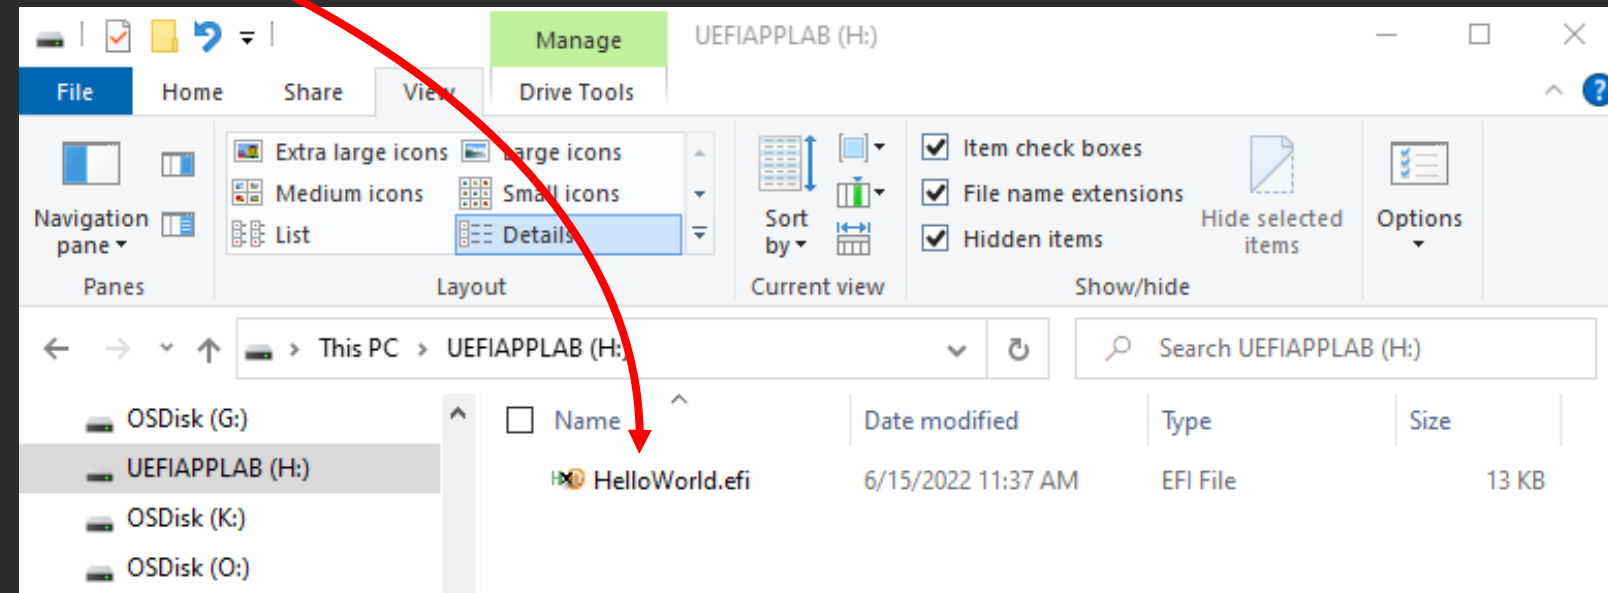 Manage UEFIAPPLAB (H:)
File Home Share View Drive Tools
Extra large icons Large icons
Medium icons Small icons
List Details
Navigation pane
Panes
Layout
Sort by
Current view
Item check boxes
File name extensions
Hidden items
Hide selected items
Show/hide
Options
This PC > UEFIAPPLAB (H:)
Search UEFIAPPLAB (H:)
OSDisk (G:)
UEFIAPPLAB (H:)
OSDisk (K:)
OSDisk (O:)
Name Date modified Type Size
HelloWorld.efi 6/15/2022 11:37 AM EFI File 13 KB